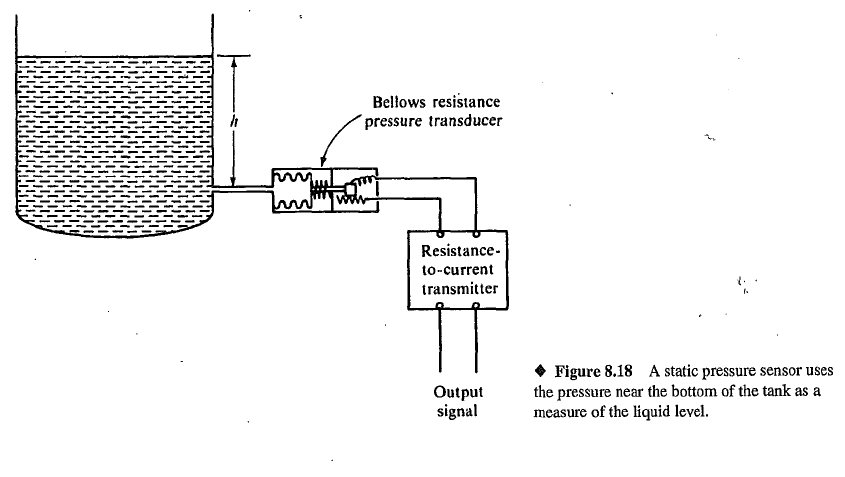 h
Bellows resistance
pressure transducer
Resistance-
to-current
transmitter
Output
signal
◆ Figure 8.18 A static pressure sensor uses
the pressure near the bottom of the tank as a
measure of the liquid level.